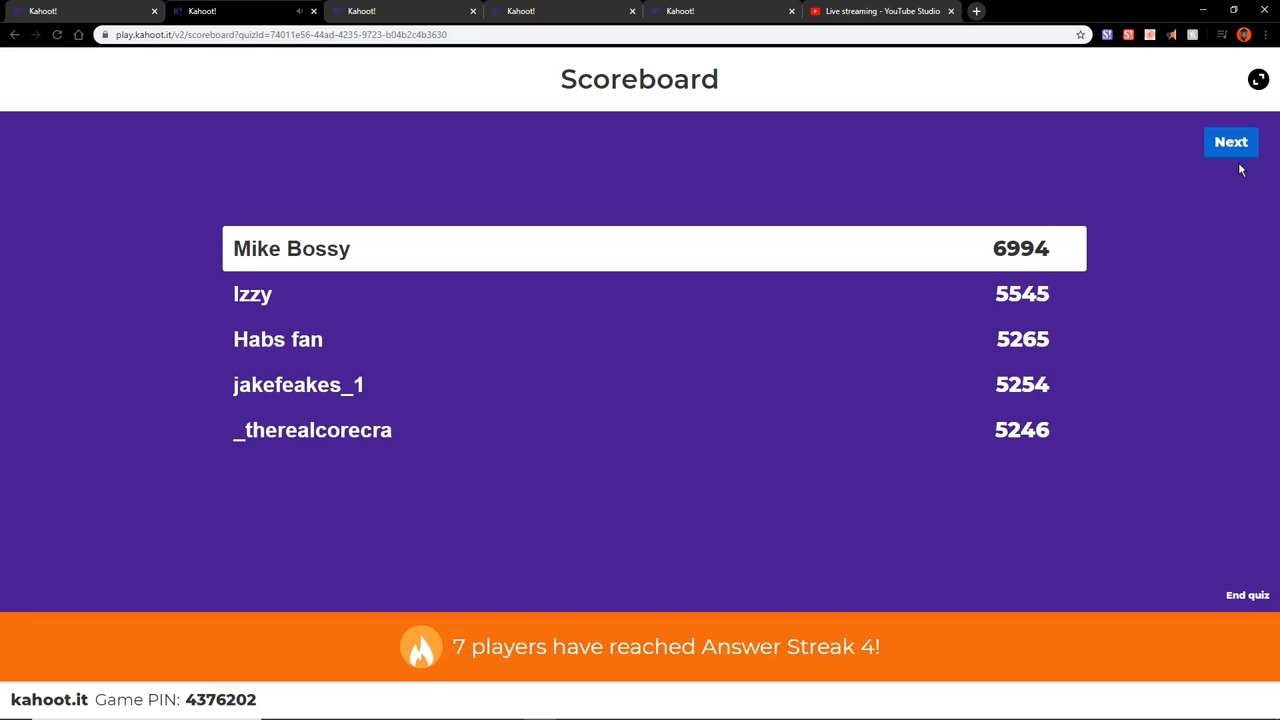 Kahoot! Kahoot! Kahoot! Kahoot! Kahoot! Live streaming - YouTube Studio
play.kahoot.it/v2/scoreboard?quizId=74011e56-44ad-4235-9723-b04b2c4b3630
Scoreboard
Next
Mike Bossy 6994
Izzy 5545
Habs fan 5265
jakefeakes_1 5254
_therealcorecra 5246
End quiz
7 players have reached Answer Streak 4!
kahoot.it Game PIN: 4376202